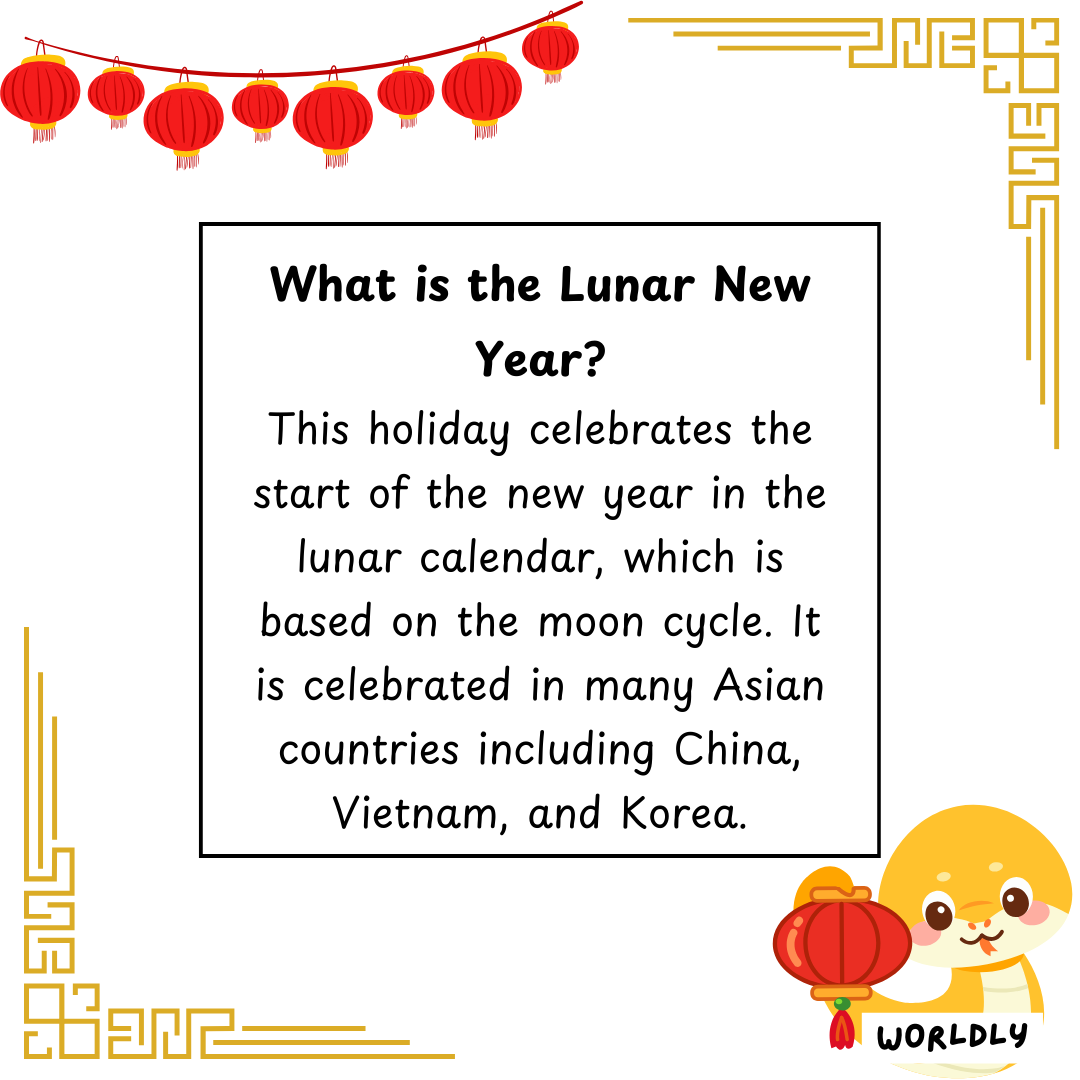 What is the Lunar New
Year?
This holiday celebrates the
start of the new year in the
lunar calendar, which is
based on the moon cycle. It
is celebrated in many Asian
countries including China,
Vietnam, and Korea.
WORLDLY